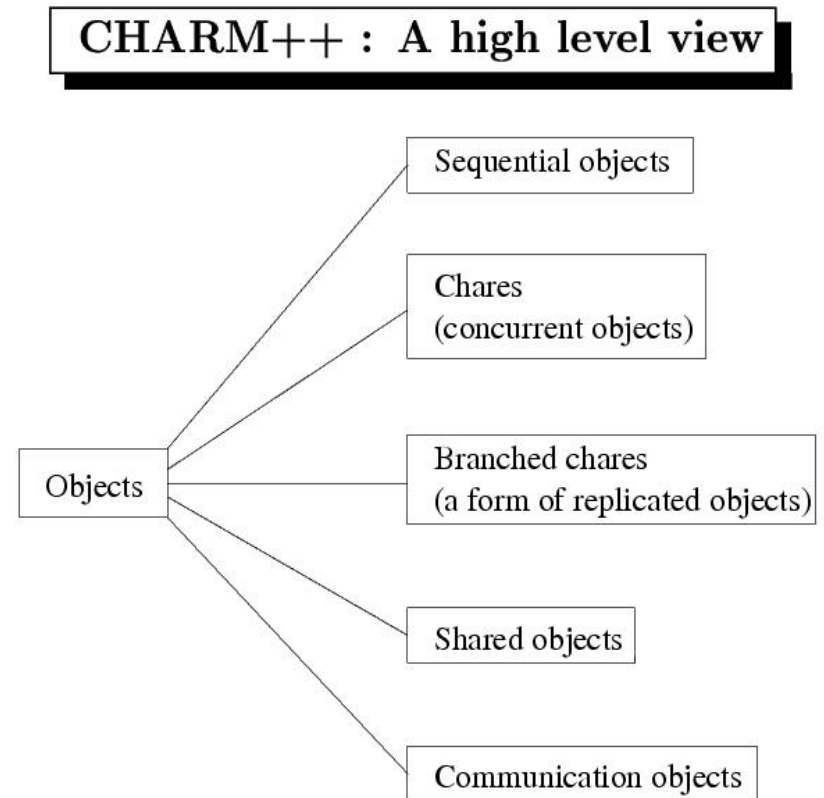 CHARM++ : A high level view
Sequential objects
Chares
(concurrent objects)
Objects
Branched chares
(a form of replicated objects)
Shared objects
Communication objects